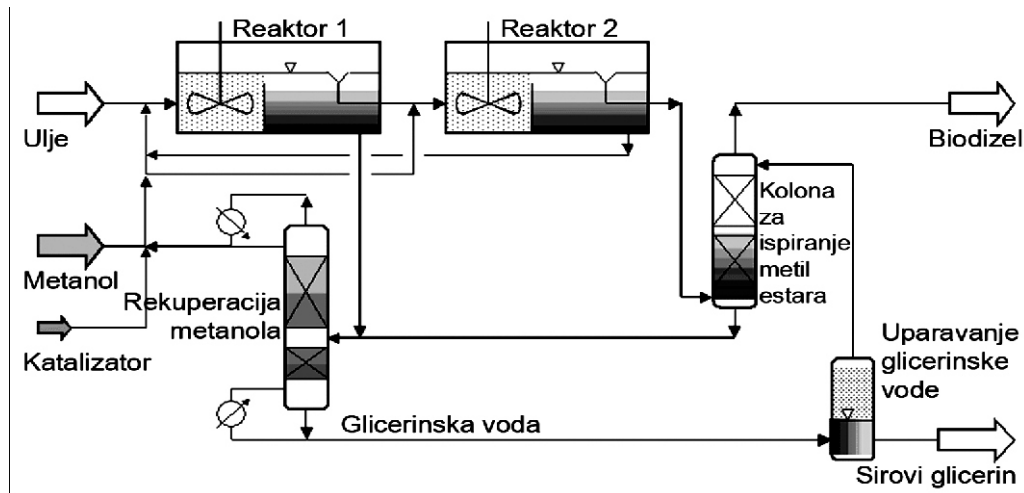 Reaktor 1
Reaktor 2
Ulje
Biodizel
Kolona
za
ispiranje
metil
estara
Metanol
Rekuperacija
metanola
Katalizator
Uparavanje
glicerinske
vode
Glicerinska voda
Sirovi glicerin